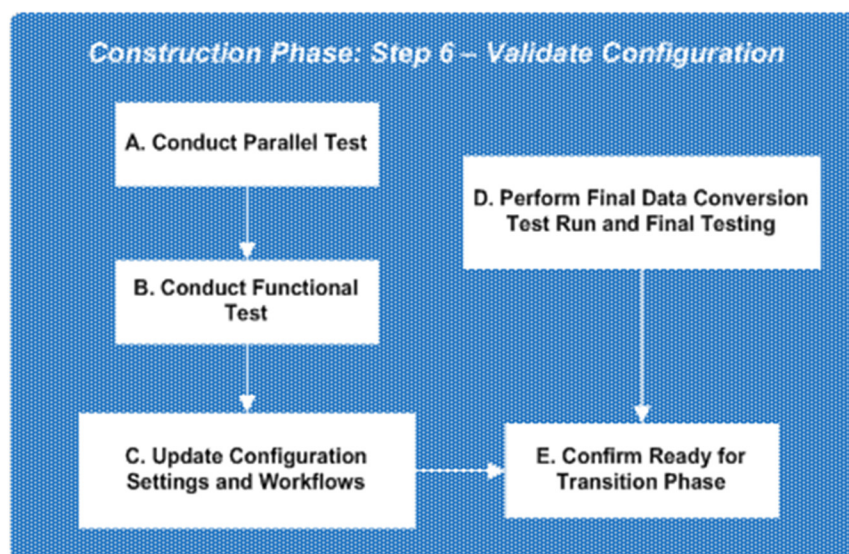 Construction Phase: Step 6 – Validate Configuration
A. Conduct Parallel Test
B. Conduct Functional
Test
C. Update Configuration
Settings and Workflows
D. Perform Final Data Conversion
Test Run and Final Testing
E. Confirm Ready for
Transition Phase